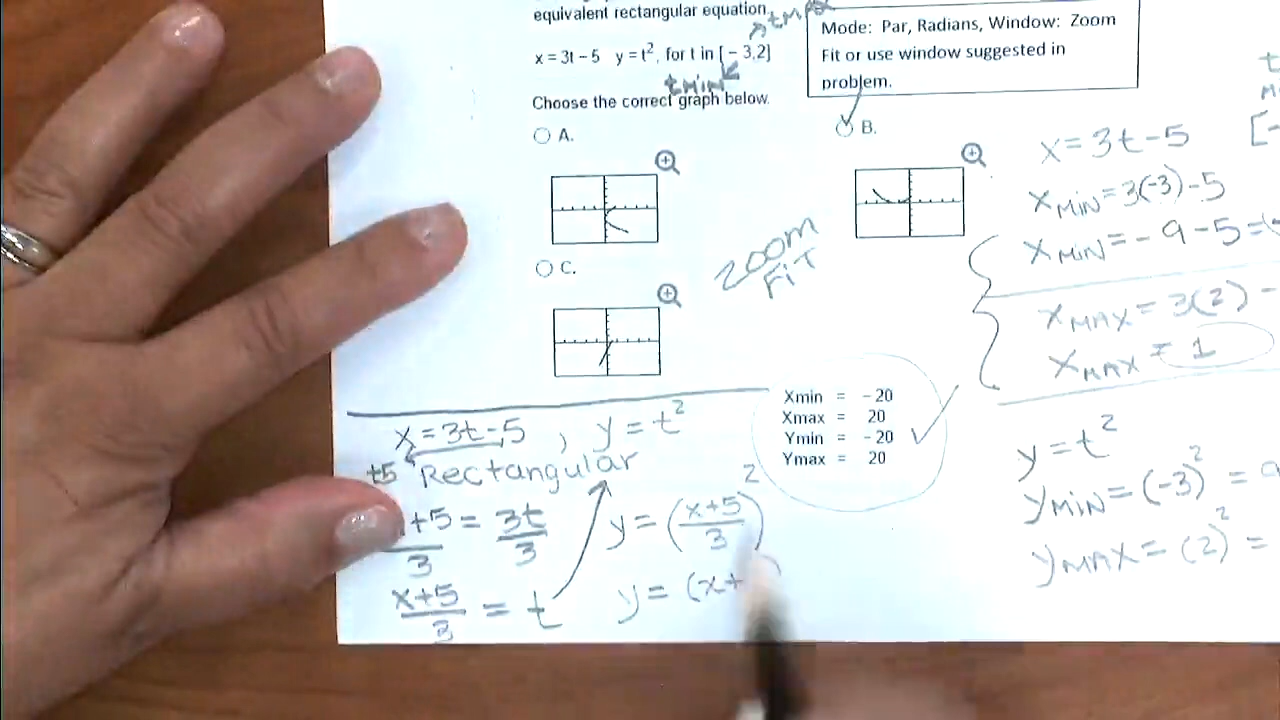 equivalent rectangular equation.
tMAX
x = 3t − 5 y = t², for t in [ − 3,2]
tMIN
Choose the correct graph below.
A.
B.
C.
Mode: Par, Radians, Window: Zoom
Fit or use window suggested in
problem.
ZOOM
FIT
Xmin = − 20
Xmax = 20
Ymin = − 20
Ymax = 20
x = 3t − 5 , y = t²
+5 Rectangular
+5 = 3t
3 3
x+5 = t
3
y = (x+5)²
3
y = (x+
x = 3t − 5
xMIN = 3(−3) − 5
xMIN = − 9 − 5 =
xMAX = 3(2) −
xMAX = 1
y = t²
yMIN = (−3)² = 9
yMAX = (2)² =